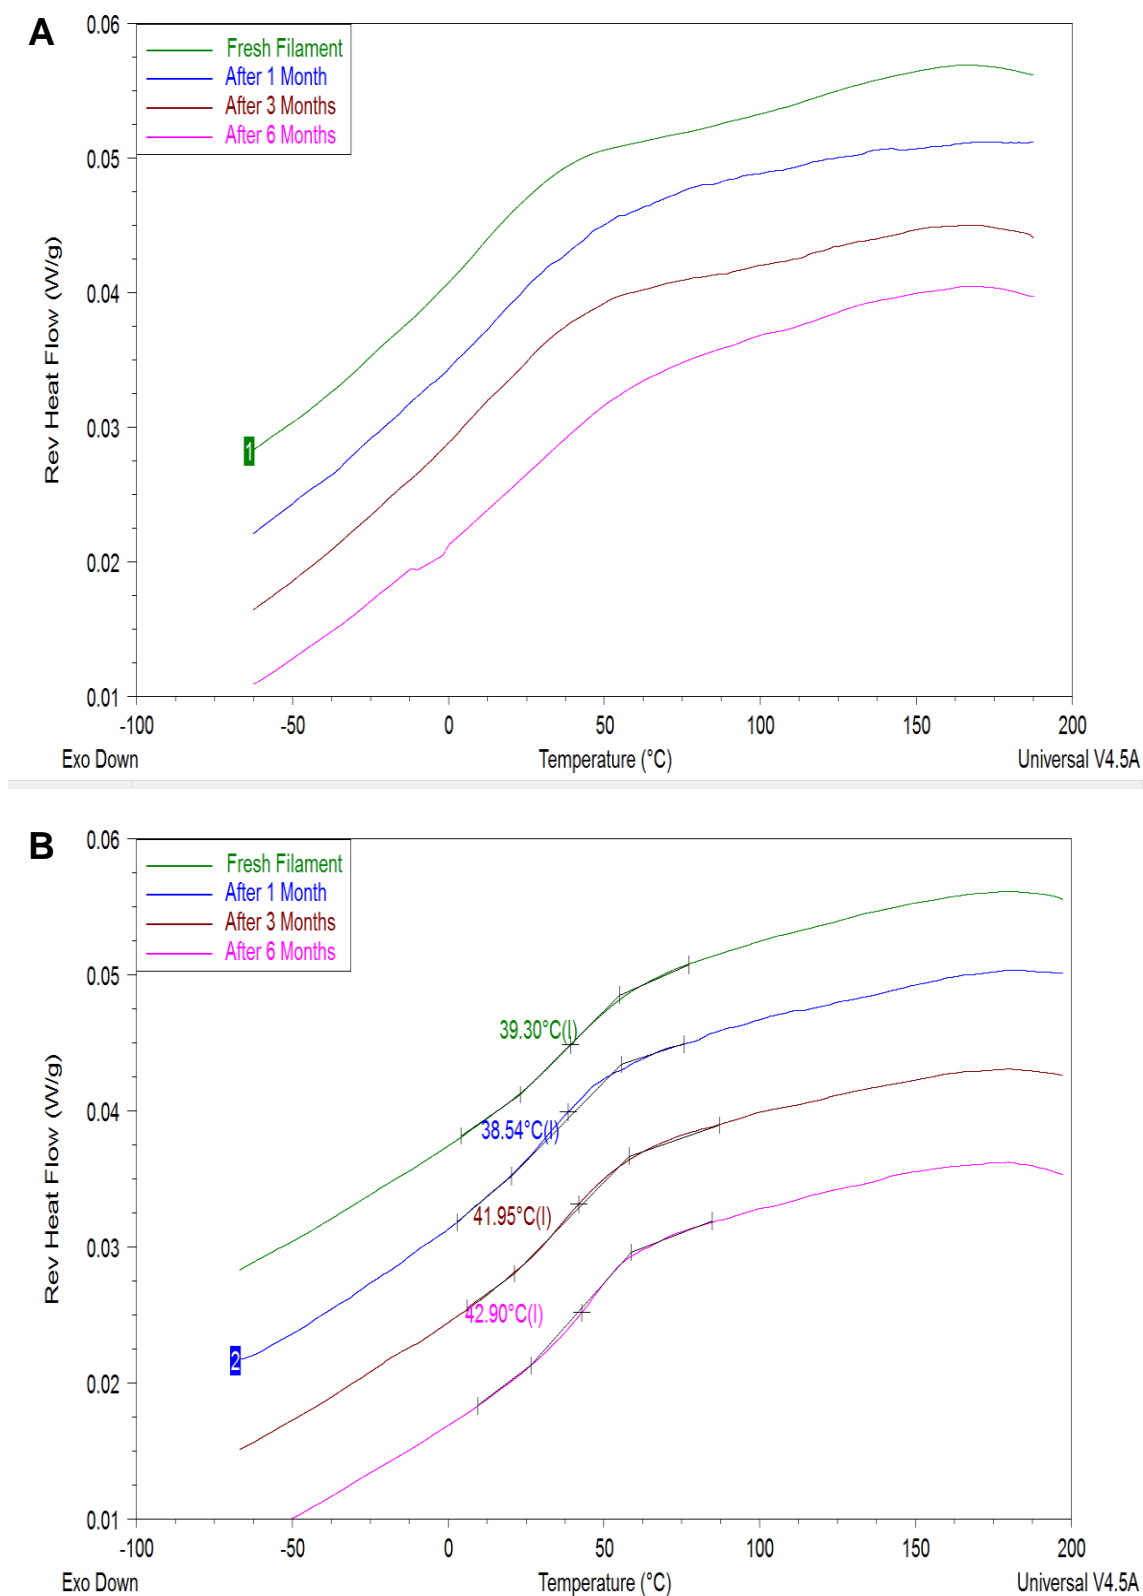 A
Fresh Filament
After 1 Month
After 3 Months
After 6 Months
0.06
0.05
0.04
0.03
0.02
0.01
Rev Heat Flow (W/g)
1
-100 -50 0 50 100 150 200
Exo Down Temperature (°C) Universal V4.5A
B
Fresh Filament
After 1 Month
After 3 Months
After 6 Months
0.06
0.05
0.04
0.03
0.02
0.01
Rev Heat Flow (W/g)
39.30°C(I)
38.54°C(I)
41.95°C(I)
42.90°C(I)
2
-100 -50 0 50 100 150 200
Exo Down Temperature (°C) Universal V4.5A